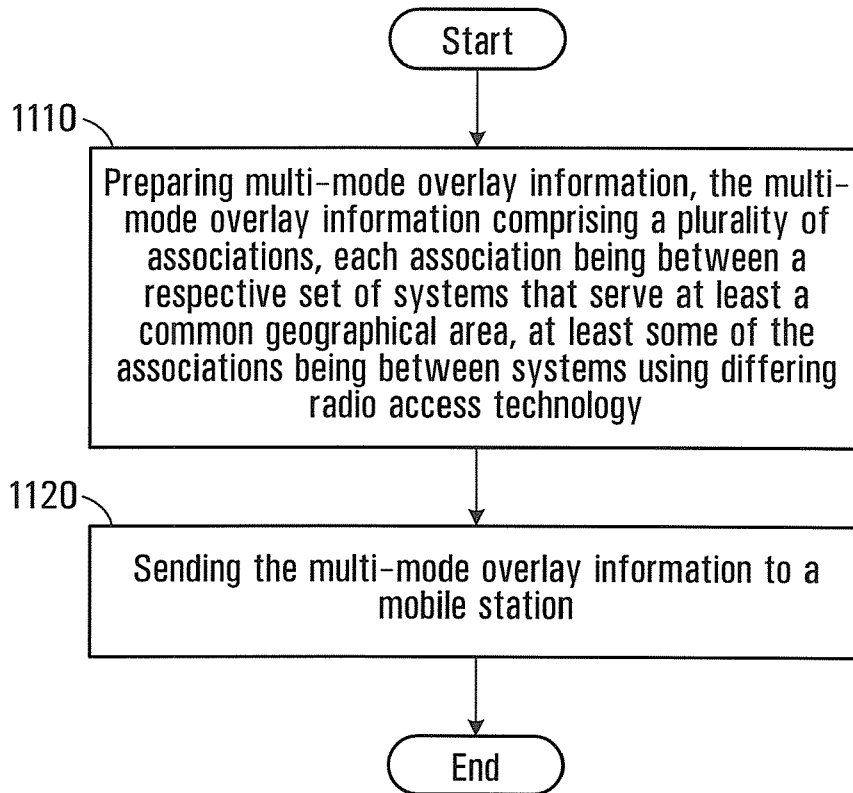 Start
1110
Preparing multi-mode overlay information, the multi-
mode overlay information comprising a plurality of
associations, each association being between a
respective set of systems that serve at least a
common geographical area, at least some of the
associations being between systems using differing
radio access technology
1120
Sending the multi-mode overlay information to a
mobile station
End